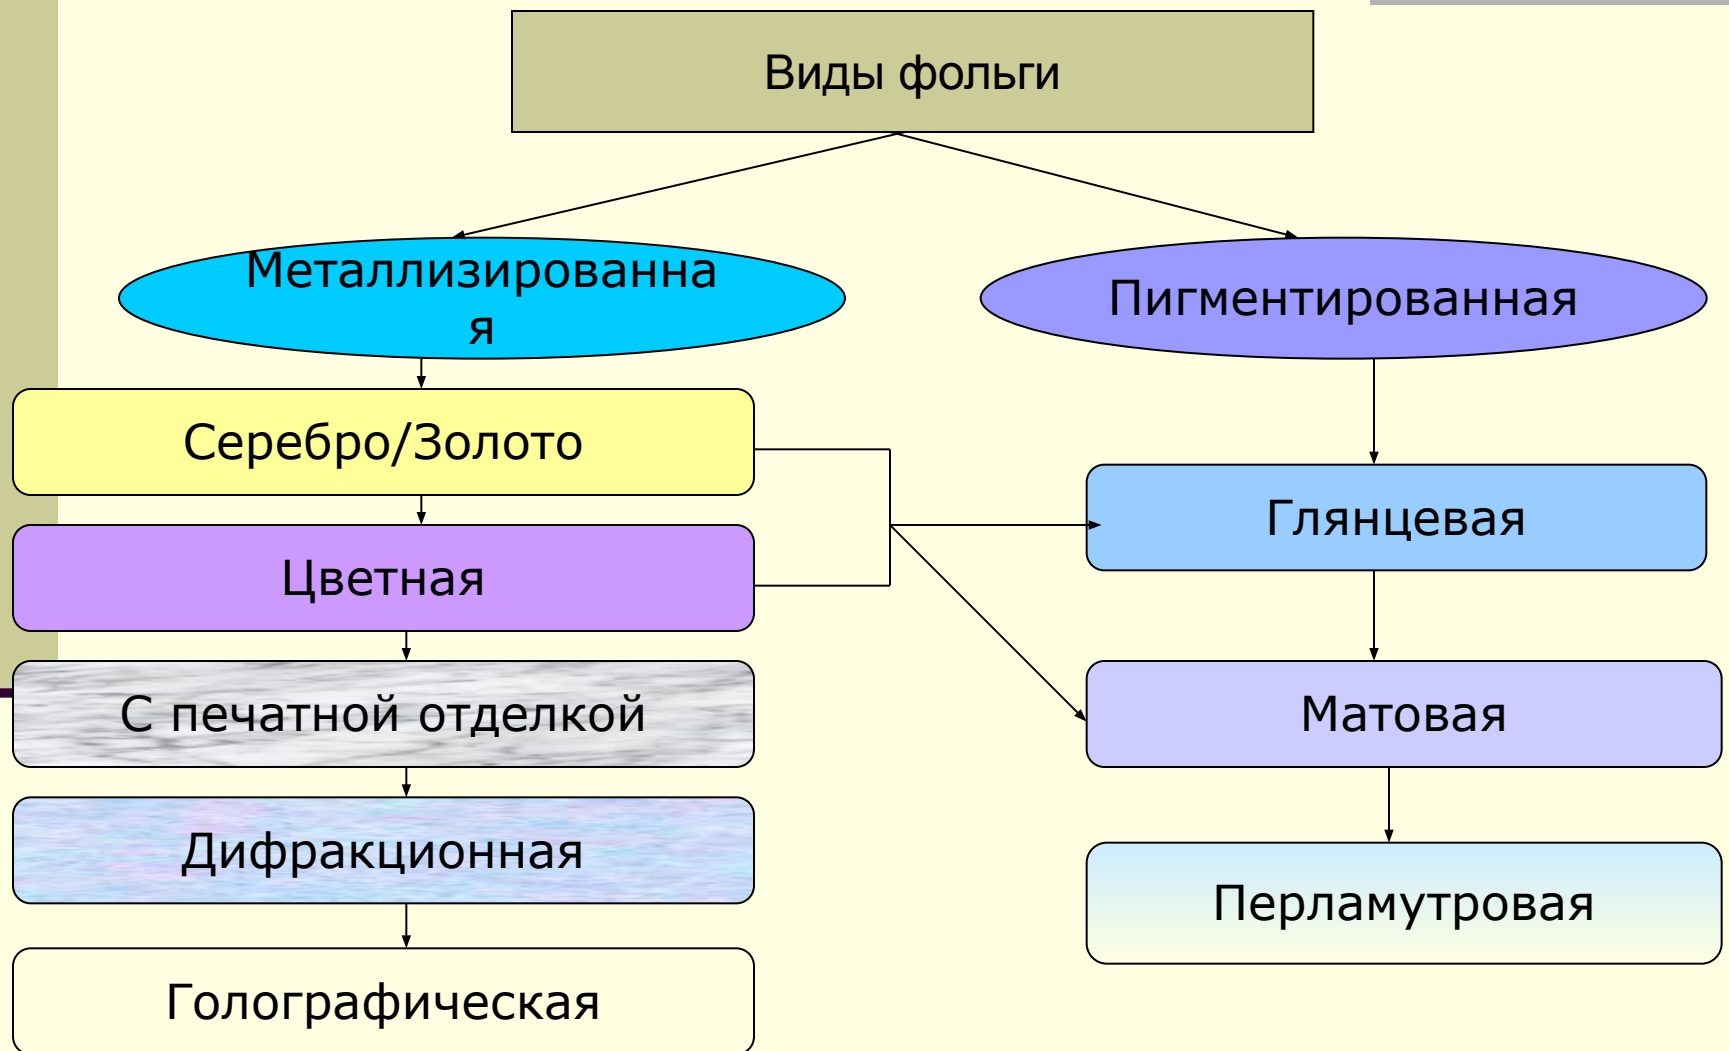 Виды фольги
Металлизированна
я
Пигментированная
Серебро/Золото
Глянцевая
Цветная
С печатной отделкой
Матовая
Дифракционная
Перламутровая
Голографическая